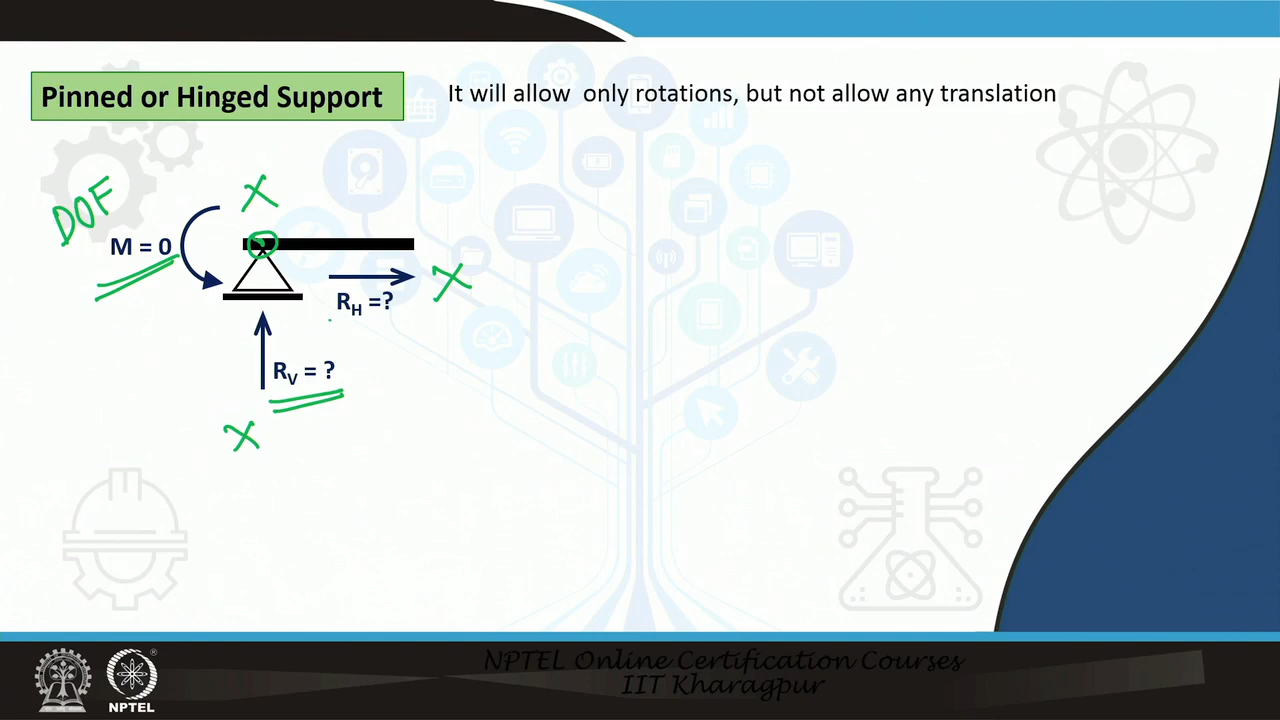 Pinned or Hinged Support
It will allow only rotations, but not allow any translation
DOF
X
M = 0
R_H =?
X
R_V = ?
X
NPTEL Online Certification Courses
IIT Kharagpur
NPTEL